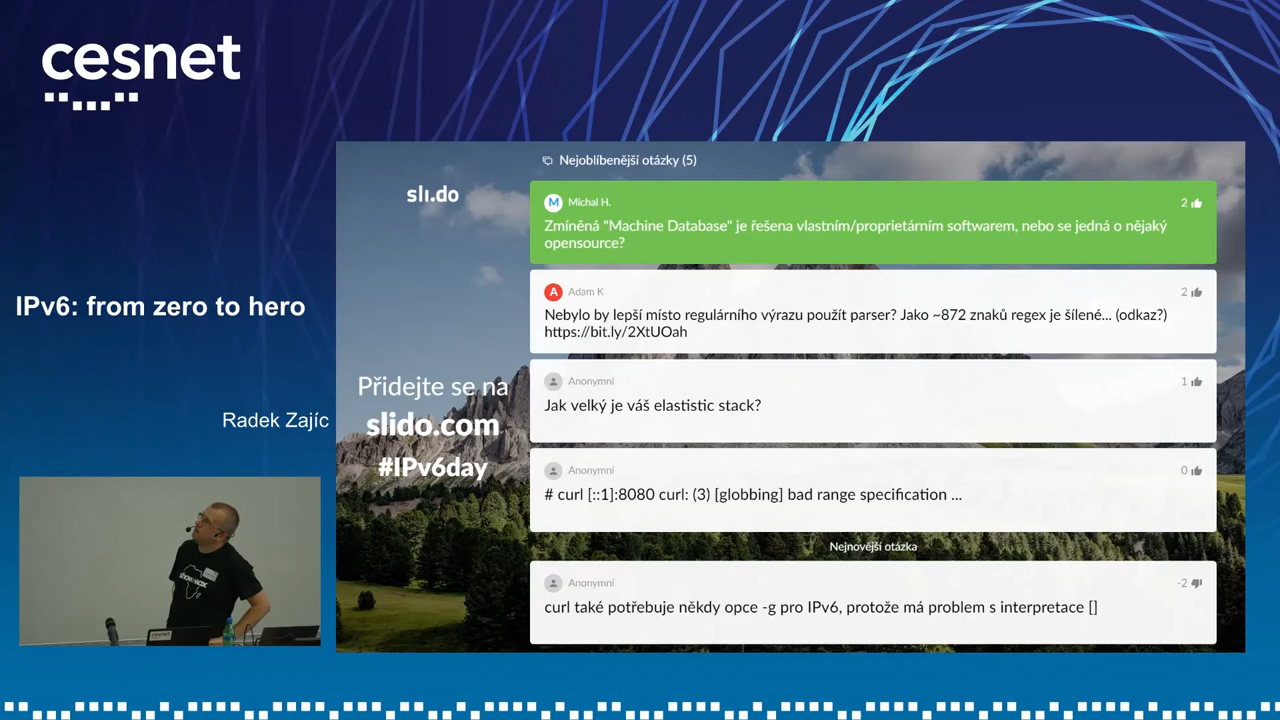 cesnet
IPv6: from zero to hero
Radek Zajíc
sli.do
Přidejte se na
slido.com
#IPv6day
Nejoblíbenější otázky (5)
M Michal H. 2
Zmíněná "Machine Database" je řešena vlastním/proprietárním softwarem, nebo se jedná o nějaký
opensource?
A Adam K 2
Nebylo by lepší místo regulárního výrazu použít parser? Jako ~872 znaků regex je šílené... (odkaz?)
https://bit.ly/2XtUOah
Anonymní 1
Jak velký je váš elastistic stack?
Anonymní 0
# curl [::1]:8080 curl: (3) [globbing] bad range specification ...
Nejnovější otázka
Anonymní -2
curl také potřebuje někdy opce -g pro IPv6, protože má problem s interpretace []
cesnet